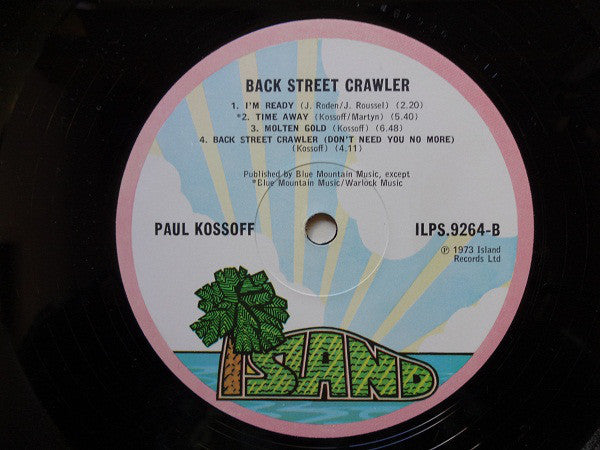 BACK STREET CRAWLER
1. I'M READY (J. Roden/J. Roussel) (2.20)
*2. TIME AWAY (Kossoff/Martyn) (5.40)
3. MOLTEN GOLD (Kossoff) (6.48)
4. BACK STREET CRAWLER (DON'T NEED YOU NO MORE)
(Kossoff) (4.11)
Published by Blue Mountain Music, except
*Blue Mountain Music/Warlock Music
PAUL KOSSOFF
ILPS.9264-B
℗ 1973 Island
Records Ltd
ISLAND